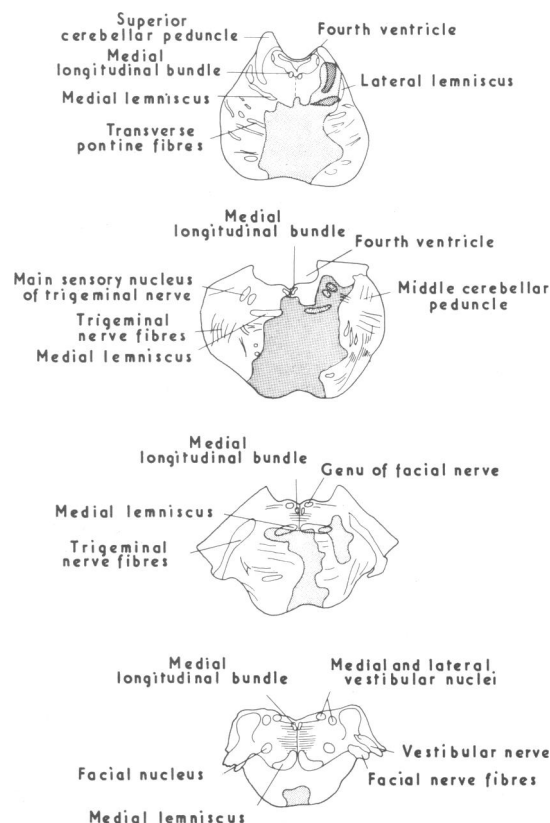 Superior
cerebellar peduncle
Fourth ventricle
Medial
longitudinal bundle
Lateral lemniscus
Medial lemniscus
Transverse
pontine fibres
Medial
longitudinal bundle
Fourth ventricle
Main sensory nucleus
of trigeminal nerve
Middle cerebellar
peduncle
Trigeminal
nerve fibres
Medial lemniscus
Medial
longitudinal bundle
Genu of facial nerve
Medial lemniscus
Trigeminal
nerve fibres
Medial
longitudinal bundle
Medial and lateral
vestibular nuclei
Vestibular nerve
Facial nucleus
Facial nerve fibres
Medial lemniscus